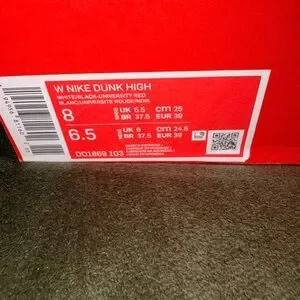 W NIKE DUNK HIGH
WHITE/BLACK-UNIVERSITY RED
BLANC/UNIVERSITE ROUGE/NOIR
8 UK 5.5 CM 25
BR 37.5 EUR 39
6.5 UK 6 CM 24.5
BR 37.5 EUR 39
DD1869 103